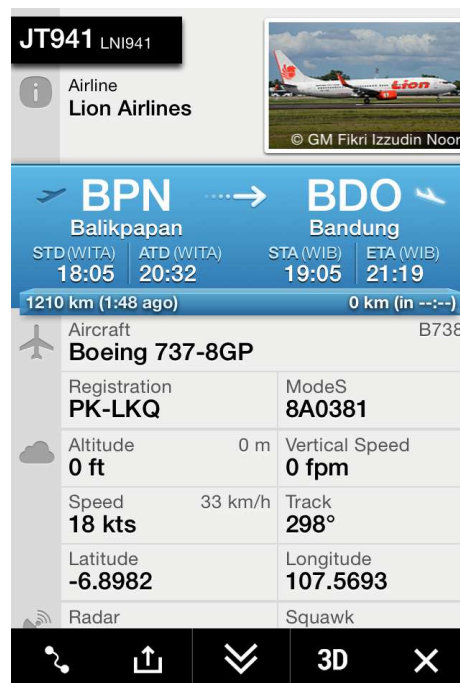 JT941 LNI941
Airline
Lion Airlines
Lion
© GM Fikri Izzudin Noor
BPN BDO
Balikpapan Bandung
STD (WITA) ATD (WITA) STA (WIB) ETA (WIB)
18:05 20:32 19:05 21:19
1210 km (1:48 ago) 0 km (in --:--)
Aircraft B738
Boeing 737-8GP
Registration ModeS
PK-LKQ 8A0381
Altitude 0 m Vertical Speed
0 ft 0 fpm
Speed 33 km/h Track
18 kts 298°
Latitude Longitude
-6.8982 107.5693
Radar Squawk
3D